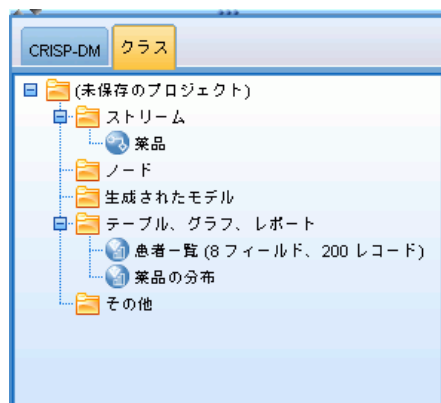 CRISP-DM クラス
(未保存のプロジェクト)
ストリーム
薬品
ノード
生成されたモデル
テーブル、グラフ、レポート
患者一覧 (8 フィールド、200 レコード)
薬品の分布
その他